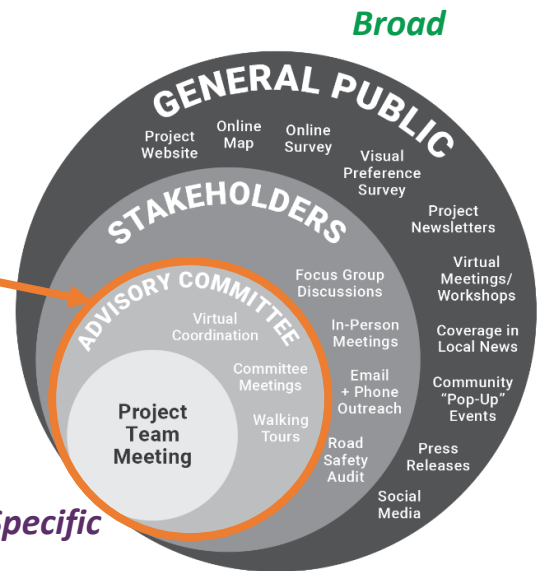 Broad
GENERAL PUBLIC
Project
Website
Online
Map
Online
Survey
Visual
Preference
Survey
Project
Newsletters
Virtual
Meetings/
Workshops
Coverage in
Local News
Community
"Pop-Up"
Events
Press
Releases
Social
Media
STAKEHOLDERS
Focus Group
Discussions
In-Person
Meetings
Email
+ Phone
Outreach
Road
Safety
Audit
ADVISORY COMMITTEE
Virtual
Coordination
Committee
Meetings
Walking
Tours
Project
Team
Meeting
Specific